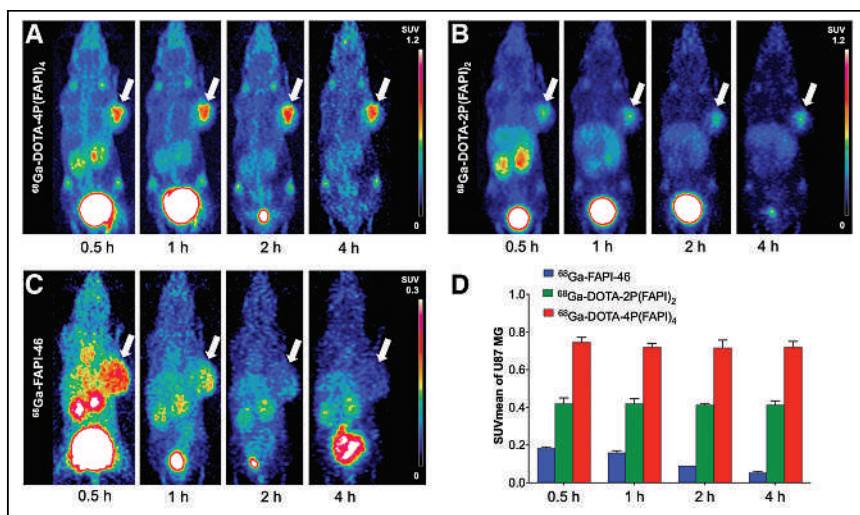 A
SUV
1.2
0
⁶⁸Ga-DOTA-4P(FAPI)₄
0.5 h
1 h
2 h
4 h
B
SUV
1.2
0
⁶⁸Ga-DOTA-2P(FAPI)₂
0.5 h
1 h
2 h
4 h
C
SUV
0.3
0
⁶⁸Ga-FAPI-46
0.5 h
1 h
2 h
4 h
D
⁶⁸Ga-FAPI-46
⁶⁸Ga-DOTA-2P(FAPI)₂
⁶⁸Ga-DOTA-4P(FAPI)₄
SUVmean of U87 MG
1.0
0.8
0.6
0.4
0.2
0.0
0.5 h
1 h
2 h
4 h